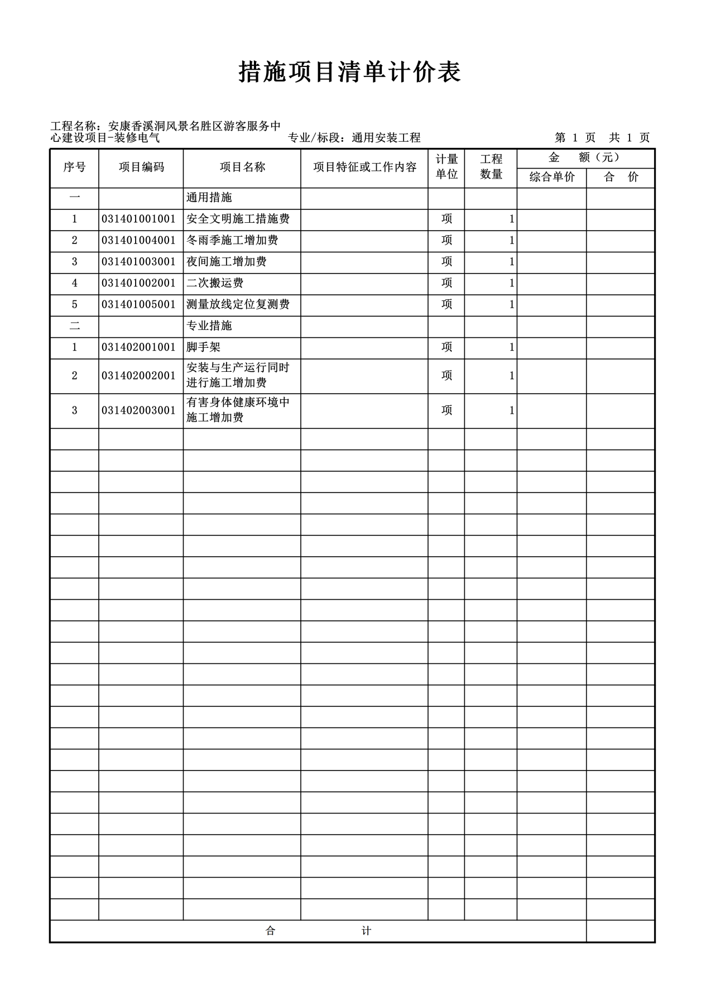 措施项目清单计价表
工程名称：安康香溪洞风景名胜区游客服务中
心建设项目-装修电气 专业/标段：通用安装工程 第 1 页 共 1 页
序号 项目编码 项目名称 项目特征或工作内容 计量 单位 工程 数量 金 额（元）
综合单价 合 价
一 通用措施
1 031401001001 安全文明施工措施费 项 1
2 031401004001 冬雨季施工增加费 项 1
3 031401003001 夜间施工增加费 项 1
4 031401002001 二次搬运费 项 1
5 031401005001 测量放线定位复测费 项 1
二 专业措施
1 031402001001 脚手架 项 1
2 031402002001 安装与生产运行同时
进行施工增加费 项 1
3 031402003001 有害身体健康环境中
施工增加费 项 1
合 计